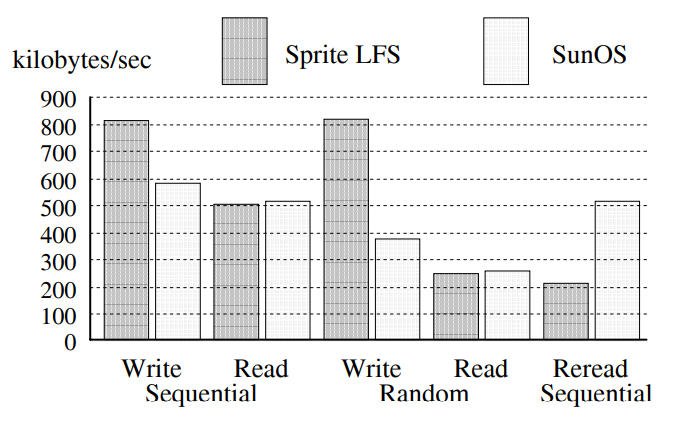 kilobytes/sec
Sprite LFS
SunOS
900
800
700
600
500
400
300
200
100
0
Write Read Write Read Reread
Sequential Random Sequential